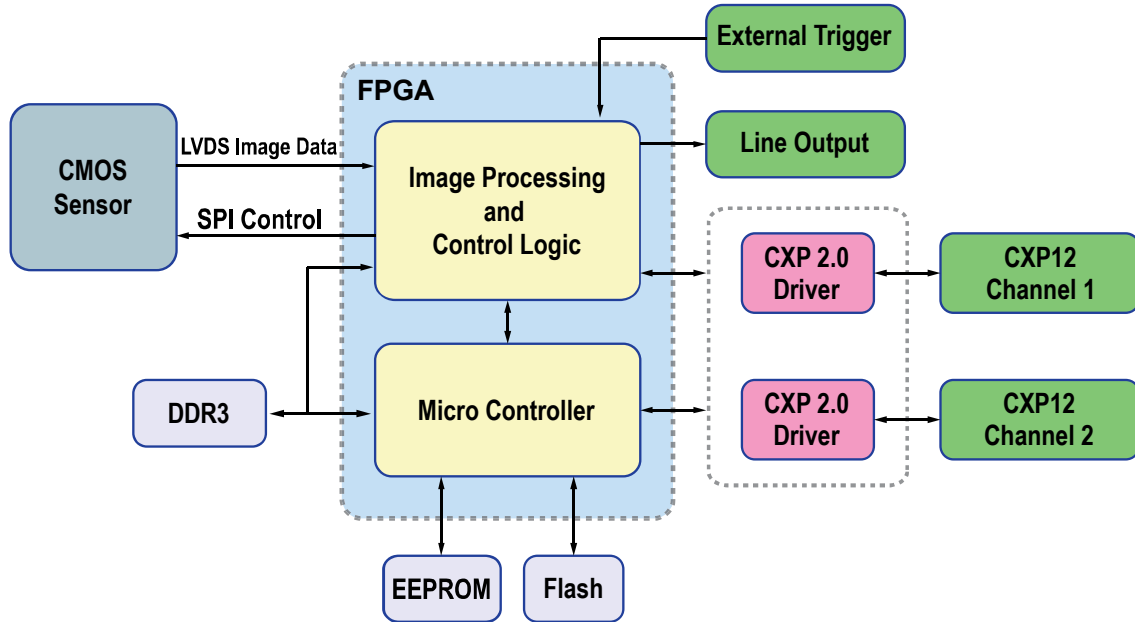 External Trigger
FPGA
LVDS Image Data
Line Output
CMOS
Sensor
Image Processing
and
Control Logic
SPI Control
CXP 2.0
Driver
CXP12
Channel 1
DDR3
Micro Controller
CXP 2.0
Driver
CXP12
Channel 2
EEPROM
Flash